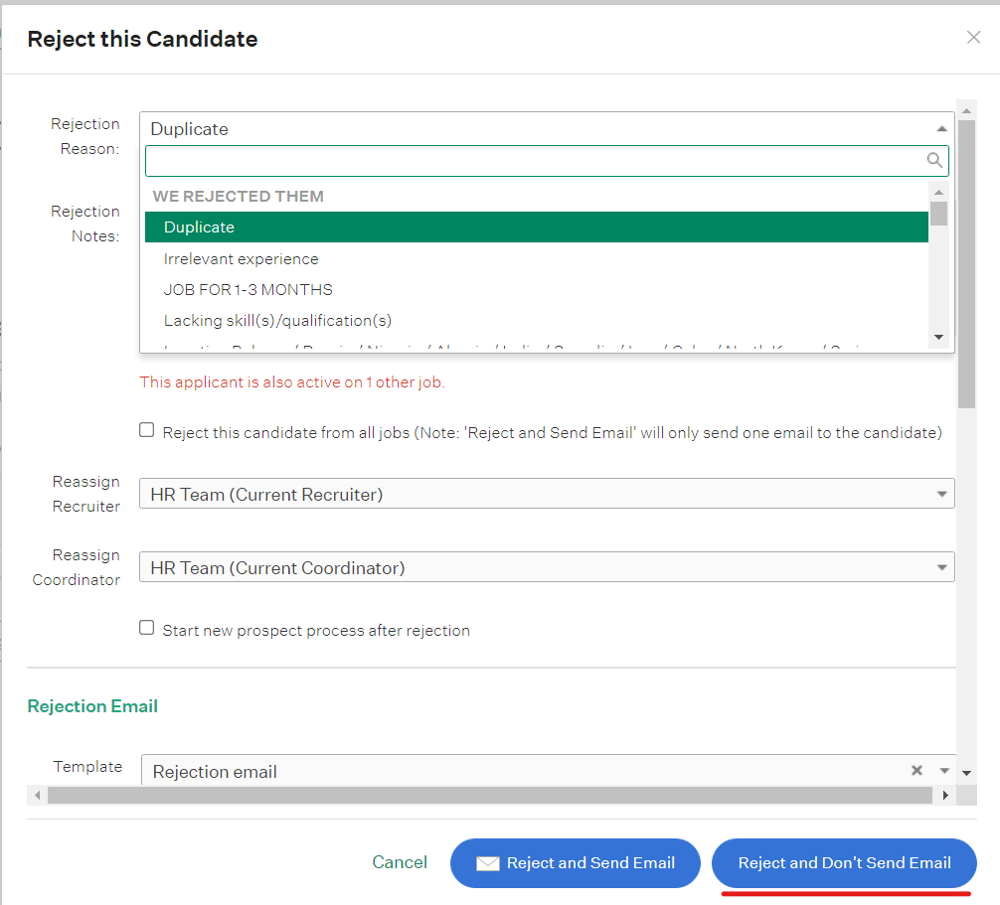 Reject this Candidate
Rejection
Reason:
Duplicate
WE REJECTED THEM
Duplicate
Irrelevant experience
JOB FOR 1-3 MONTHS
Lacking skill(s)/qualification(s)
Rejection
Notes:
This applicant is also active on 1 other job.
Reject this candidate from all jobs (Note: 'Reject and Send Email' will only send one email to the candidate)
Reassign
Recruiter
HR Team (Current Recruiter)
Reassign
Coordinator
HR Team (Current Coordinator)
Start new prospect process after rejection
Rejection Email
Template
Rejection email
Cancel
Reject and Send Email
Reject and Don't Send Email